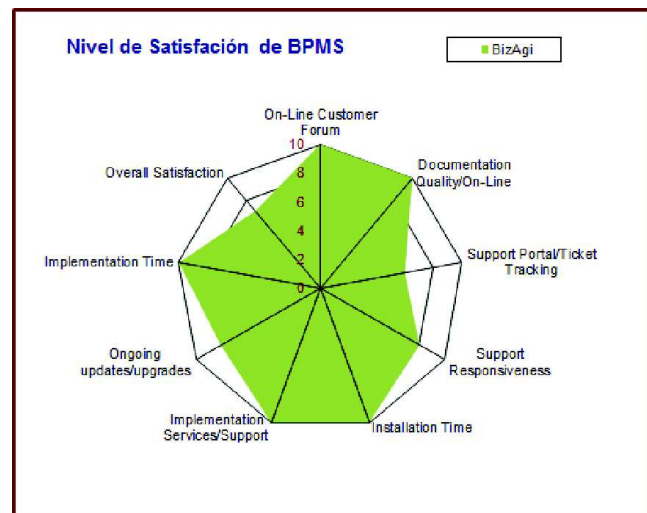 Nivel de Satisfación de BPMS
BizAgi
On-Line Customer
Forum
10
8
6
4
2
0
Documentation
Quality/On-Line
Support Portal/Ticket
Tracking
Support
Responsiveness
Installation Time
Implementation
Services/Support
Ongoing
updates/upgrades
Implementation Time
Overall Satisfaction